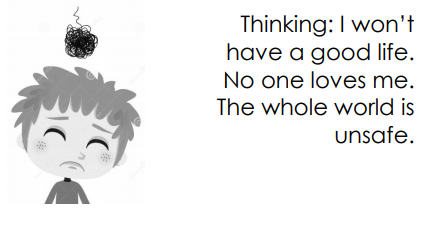 Thinking: I won’t
have a good life.
No one loves me.
The whole world is
unsafe.